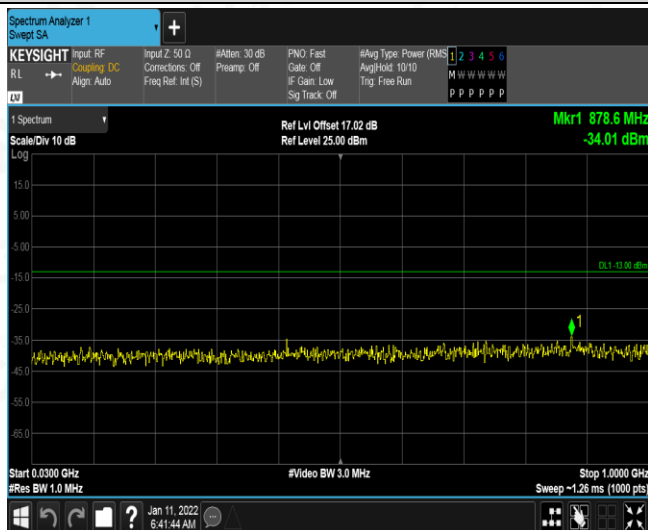 Spectrum Analyzer 1
Swept SA
+
KEYSIGHT
RL
LXI
Input: RF
Coupling: DC
Align: Auto
Input Z: 50 Ω
Corrections: Off
Freq Ref: Int (S)
#Atten: 30 dB
Preamp: Off
PNO: Fast
Gate: Off
IF Gain: Low
Sig Track: Off
#Avg Type: Power (RMS
Avg|Hold: 10/10
Trig: Free Run
1 2 3 4 5 6
M W W W W W
P P P P P P
1 Spectrum
Scale/Div 10 dB
Log
Ref Lvl Offset 17.02 dB
Ref Level 25.00 dBm
Mkr1 878.6 MHz
-34.01 dBm
15.0
5.00
-5.00
-15.0
-25.0
-35.0
-45.0
-55.0
-65.0
DL1 -13.00 dBm
1
Start 0.0300 GHz
#Res BW 1.0 MHz
#Video BW 3.0 MHz
Stop 1.0000 GHz
Sweep ~1.26 ms (1000 pts)
?
Jan 11, 2022
6:41:44 AM